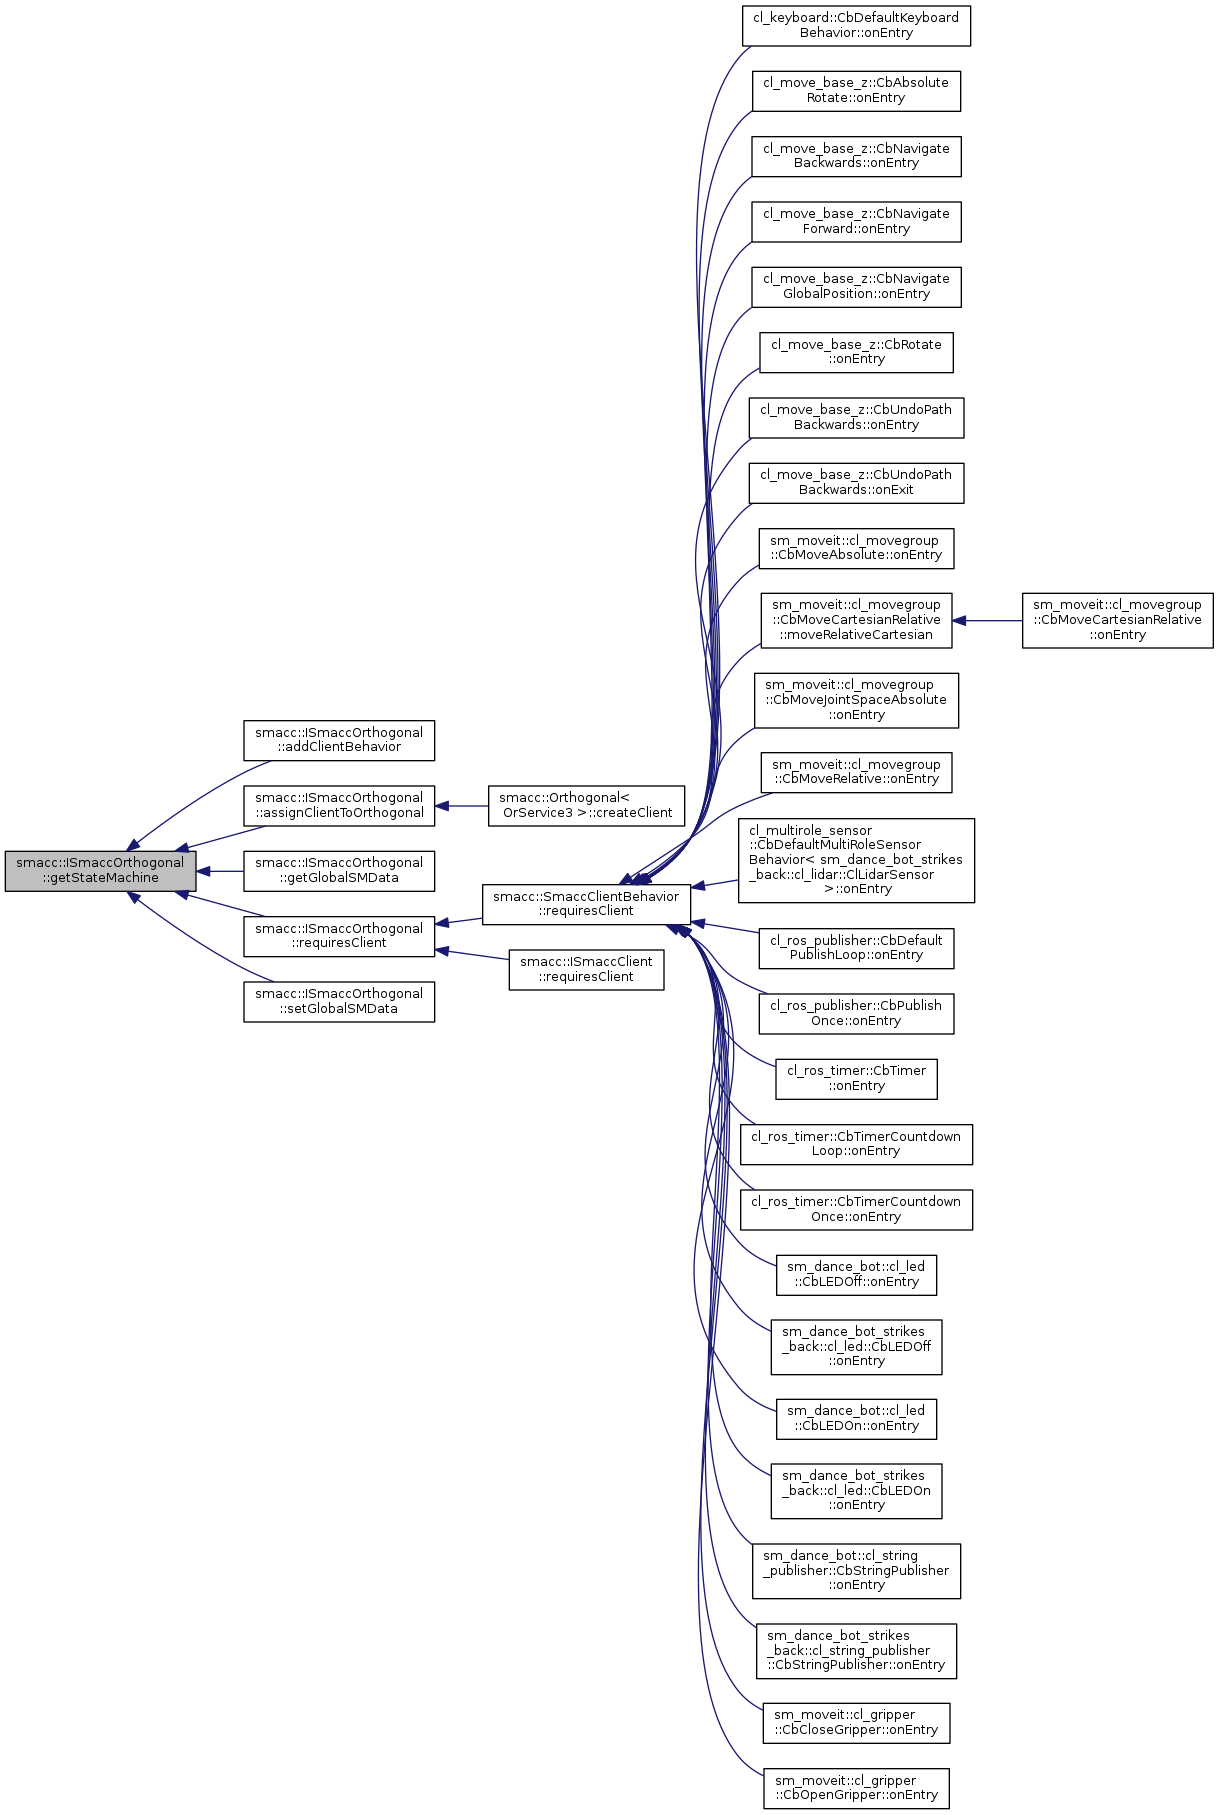 smacc::ISmaccOrthogonal
::getStateMachine
smacc::ISmaccOrthogonal
::addClientBehavior
smacc::ISmaccOrthogonal
::assignClientToOrthogonal
smacc::ISmaccOrthogonal
::getGlobalSMData
smacc::ISmaccOrthogonal
::requiresClient
smacc::ISmaccOrthogonal
::setGlobalSMData
smacc::Orthogonal<
OrService3 >::createClient
smacc::SmaccClientBehavior
::requiresClient
smacc::ISmaccClient
::requiresClient
cl_keyboard::CbDefaultKeyboard
Behavior::onEntry
cl_move_base_z::CbAbsolute
Rotate::onEntry
cl_move_base_z::CbNavigate
Backwards::onEntry
cl_move_base_z::CbNavigate
Forward::onEntry
cl_move_base_z::CbNavigate
GlobalPosition::onEntry
cl_move_base_z::CbRotate
::onEntry
cl_move_base_z::CbUndoPath
Backwards::onEntry
cl_move_base_z::CbUndoPath
Backwards::onExit
sm_moveit::cl_movegroup
::CbMoveAbsolute::onEntry
sm_moveit::cl_movegroup
::CbMoveCartesianRelative
::moveRelativeCartesian
sm_moveit::cl_movegroup
::CbMoveCartesianRelative
::onEntry
sm_moveit::cl_movegroup
::CbMoveJointSpaceAbsolute
::onEntry
sm_moveit::cl_movegroup
::CbMoveRelative::onEntry
cl_multirole_sensor
::CbDefaultMultiRoleSensor
Behavior< sm_dance_bot_strikes
_back::cl_lidar::ClLidarSensor
>::onEntry
cl_ros_publisher::CbDefault
PublishLoop::onEntry
cl_ros_publisher::CbPublish
Once::onEntry
cl_ros_timer::CbTimer
::onEntry
cl_ros_timer::CbTimerCountdown
Loop::onEntry
cl_ros_timer::CbTimerCountdown
Once::onEntry
sm_dance_bot::cl_led
::CbLEDOff::onEntry
sm_dance_bot_strikes
_back::cl_led::CbLEDOff
::onEntry
sm_dance_bot::cl_led
::CbLEDOn::onEntry
sm_dance_bot_strikes
_back::cl_led::CbLEDOn
::onEntry
sm_dance_bot::cl_string
_publisher::CbStringPublisher
::onEntry
sm_dance_bot_strikes
_back::cl_string_publisher
::CbStringPublisher::onEntry
sm_moveit::cl_gripper
::CbCloseGripper::onEntry
sm_moveit::cl_gripper
::CbOpenGripper::onEntry